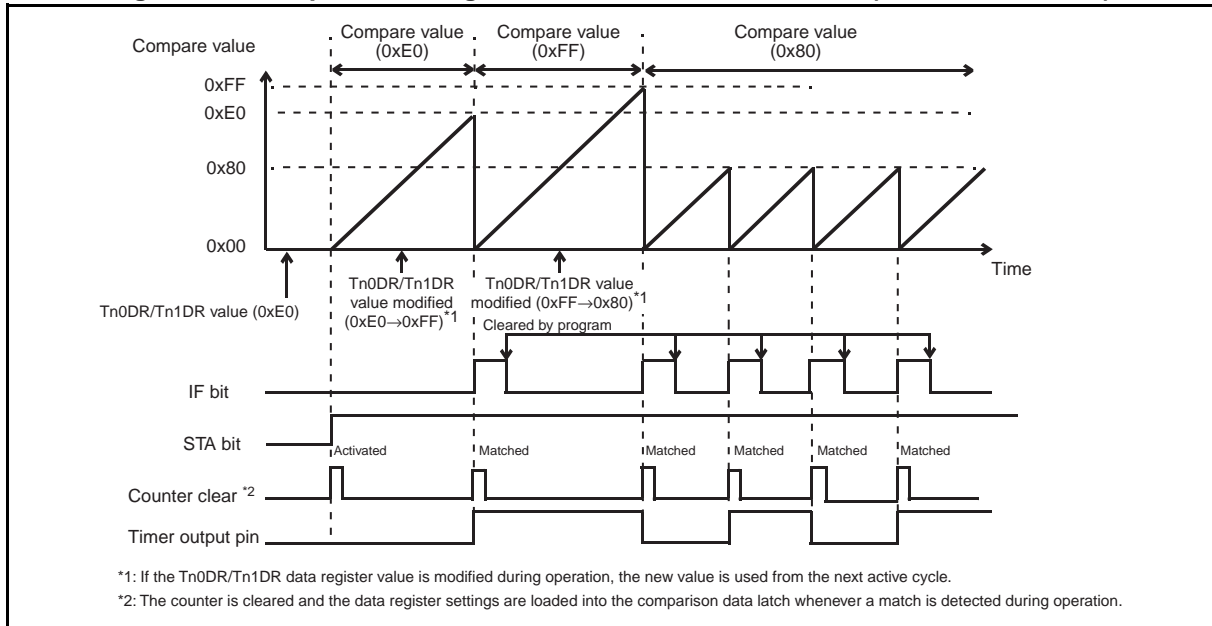 Compare value
Compare value
(0xE0)
Compare value
(0xFF)
Compare value
(0x80)
0xFF
0xE0
0x80
0x00
Time
Tn0DR/Tn1DR value (0xE0)
Tn0DR/Tn1DR
value modified
(0xE0→0xFF)*1
Tn0DR/Tn1DR value
modified (0xFF→0x80)*1
Cleared by program
IF bit
STA bit
Activated
Matched
Matched
Matched
Matched
Matched
Counter clear *2
Timer output pin
*1: If the Tn0DR/Tn1DR data register value is modified during operation, the new value is used from the next active cycle.
*2: The counter is cleared and the data register settings are loaded into the comparison data latch whenever a match is detected during operation.